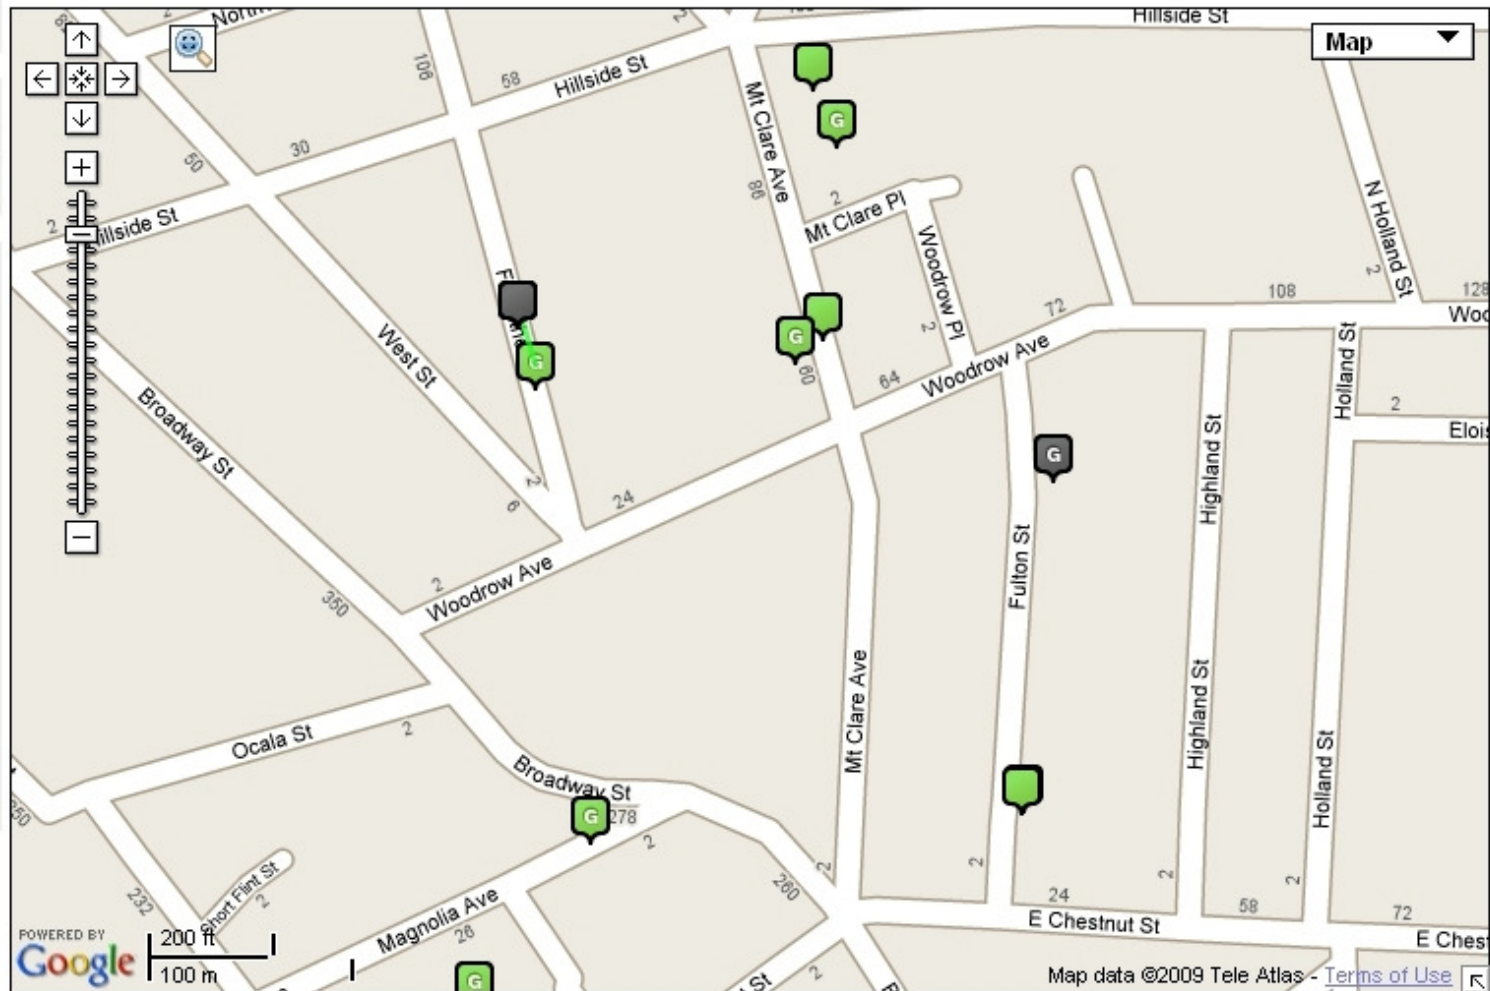 Hillside St
Map
58
Hillside St
106
30
50
2
Mt Clare Ave
86
2
Mt Clare Pl
N Holland St
2
Woodrow Pl
2
72
108
128
2
West St
60
64
Woodrow Ave
Holland St
2
Broadway St
G
G
G
G
Highland St
2
6
24
Fulton St
2
Woodrow Ave
350
Mt Clare Ave
Highland St
Ocala St
2
Holland St
Broadway St
G
278
2
2
2
2
2
260
24
58
72
Short Flint St
2
232
E Chestnut St
Magnolia Ave
26
G
2
POWERED BY
Google
200 ft
100 m
Map data ©2009 Tele Atlas - Terms of Use